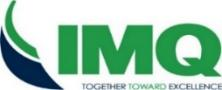 IMQ
TOGETHER TOWARD EXCELLENCE